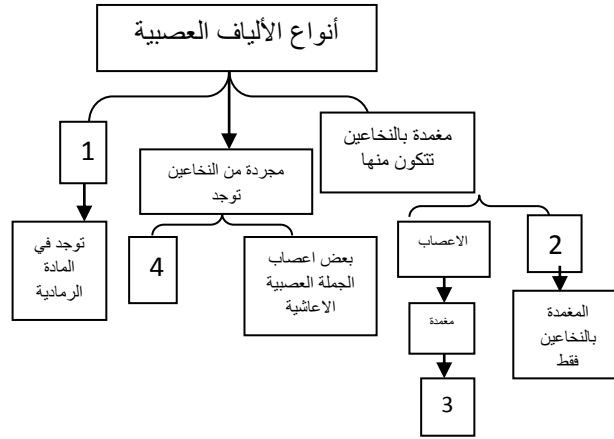 أنواع الألياف العصبية
مغمدة بالنخاعين
تتكون منها
مجردة من النخاعين
توجد
1
توجد في
المادة
الرمادية
الاعصاب
2
بعض اعصاب
الجملة العصبية
الاعاشية
4
مغمدة
المغمدة
بالنخاعين
فقط
3